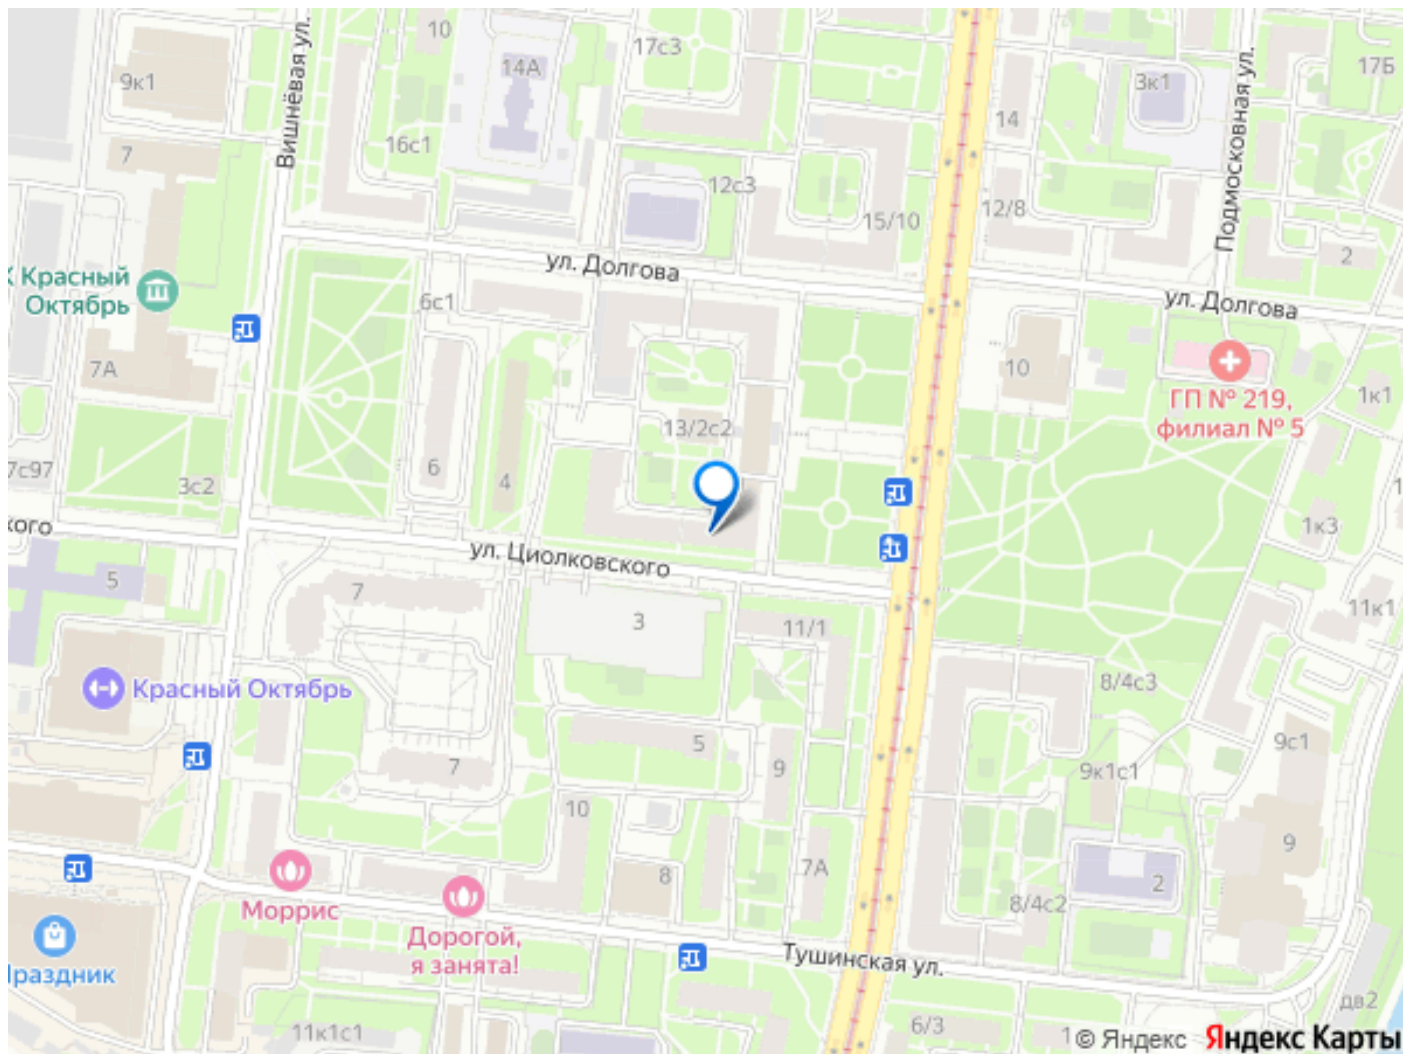 10
17с3
14А
9к1
Вишнёвая ул.
3к1
17Б
Подмосковная ул.
14
7
16с1
12с3
15/10
12/8
2
ул. Долгова
К Красный
Октябрь
6с1
ул. Долгова
7А
10
ГП № 219,
филиал № 5
1к1
13/2с2
6
4
7с97
3с2
1к3
кого
ул. Циолковского
5
7
3
11/1
11к1
8/4с3
Красный Октябрь
5
9
7
9с1
9к1с1
10
9
8
7А
2
8/4с2
Моррис
Дорогой,
я занята!
Праздник
Тушинская ул.
дв2
11к1с1
6/3
1
© Яндекс Яндекс Карты